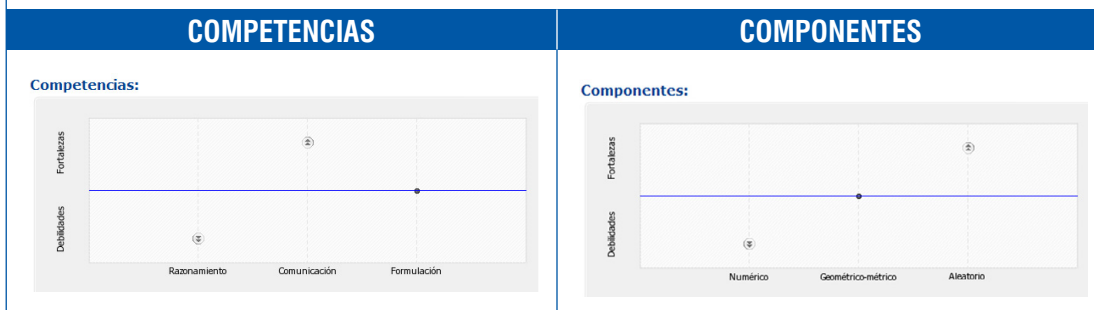 COMPETENCIAS
Competencias:
Fortalezas
Debilidades
Razonamiento Comunicación Formulación
COMPONENTES
Componentes:
Fortalezas
Debilidades
Numérico Geométrico-métrico Aleatorio